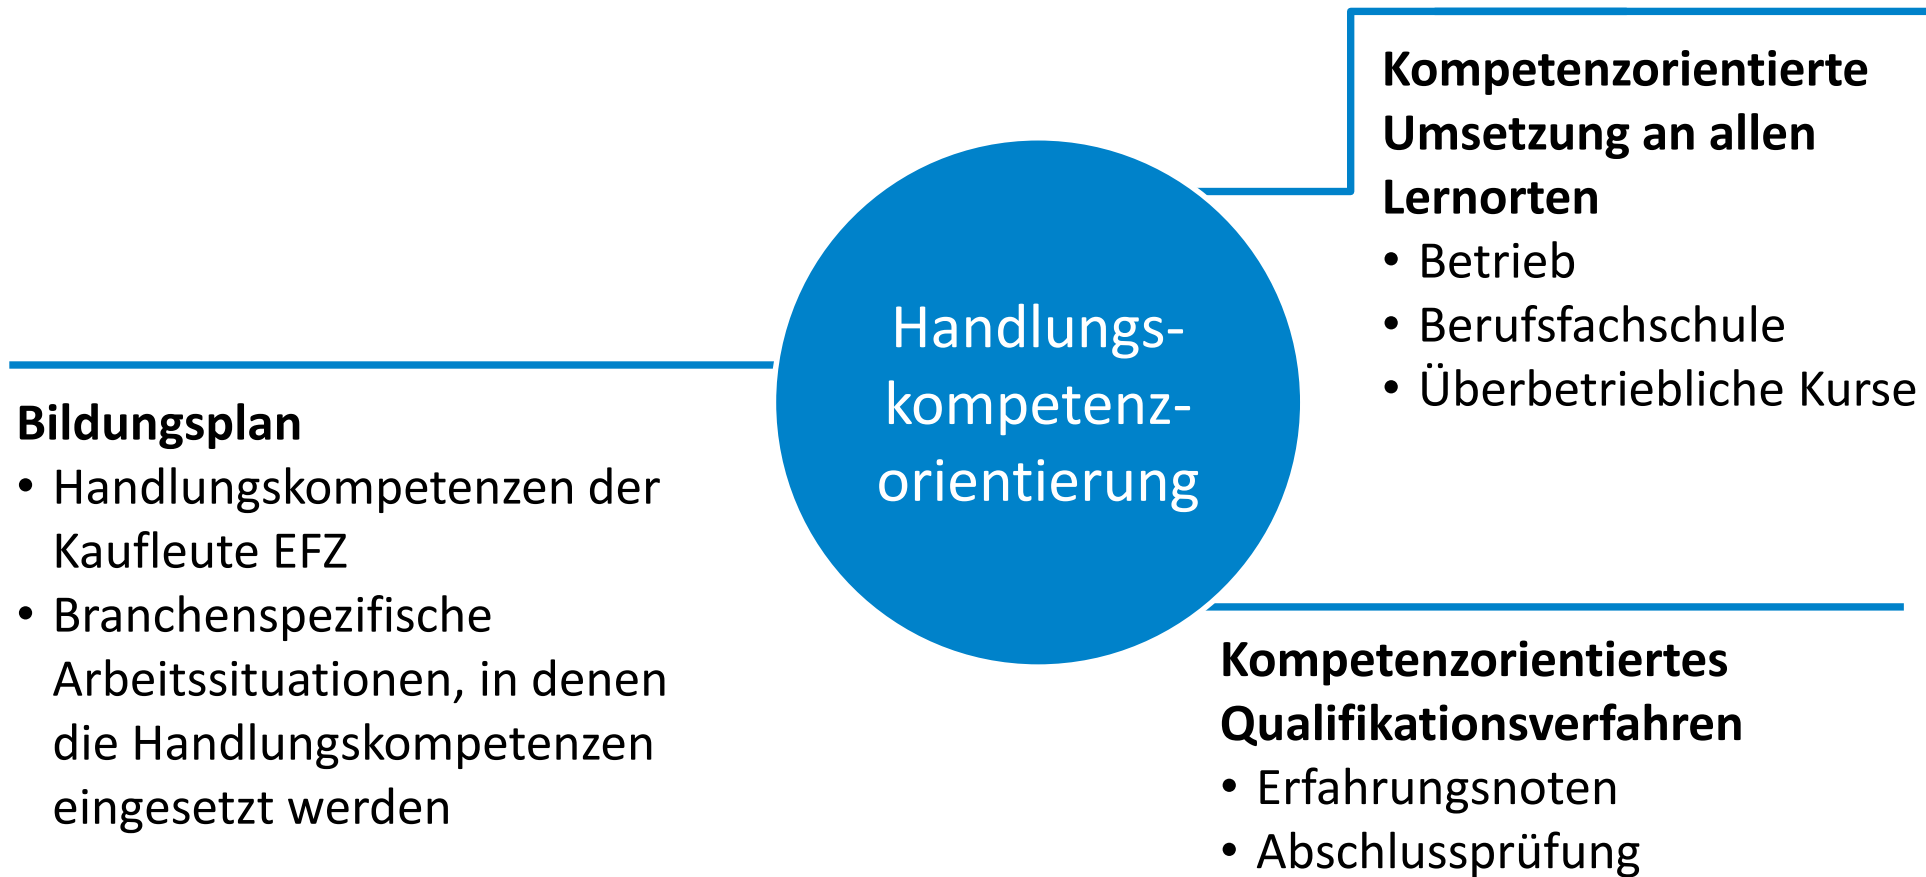 Kompetenzorientierte
Umsetzung an allen
Lernorten
• Betrieb
• Berufsfachschule
• Überbetriebliche Kurse
Handlungs-
kompetenz-
orientierung
Bildungsplan
• Handlungskompetenzen der
Kaufleute EFZ
• Branchenspezifische
Arbeitssituationen, in denen
die Handlungskompetenzen
eingesetzt werden
Kompetenzorientiertes
Qualifikationsverfahren
• Erfahrungsnoten
• Abschlussprüfung